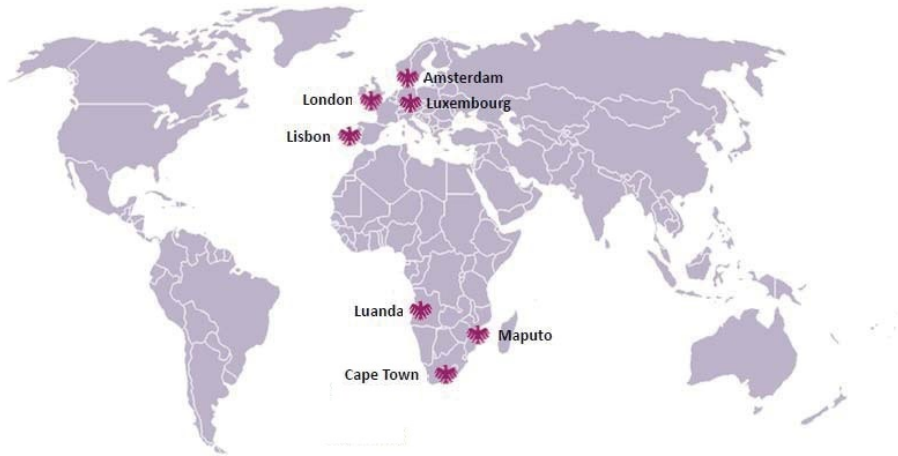 Amsterdam
London
Luxembourg
Lisbon
Luanda
Maputo
Cape Town